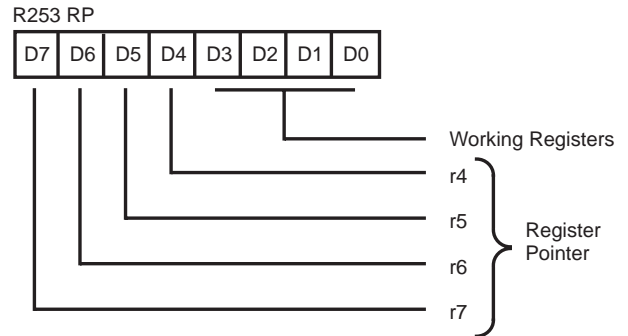 R253 RP
D7 D6 D5 D4 D3 D2 D1 D0
Working Registers
r4
r5
r6
r7
Register
Pointer